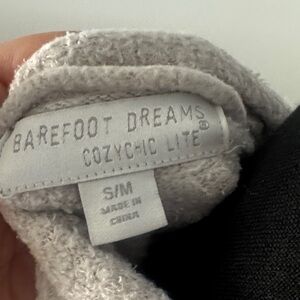 BAREFOOT DREAMS
COZYCHIC LITE®
S/M
MADE IN
CHINA